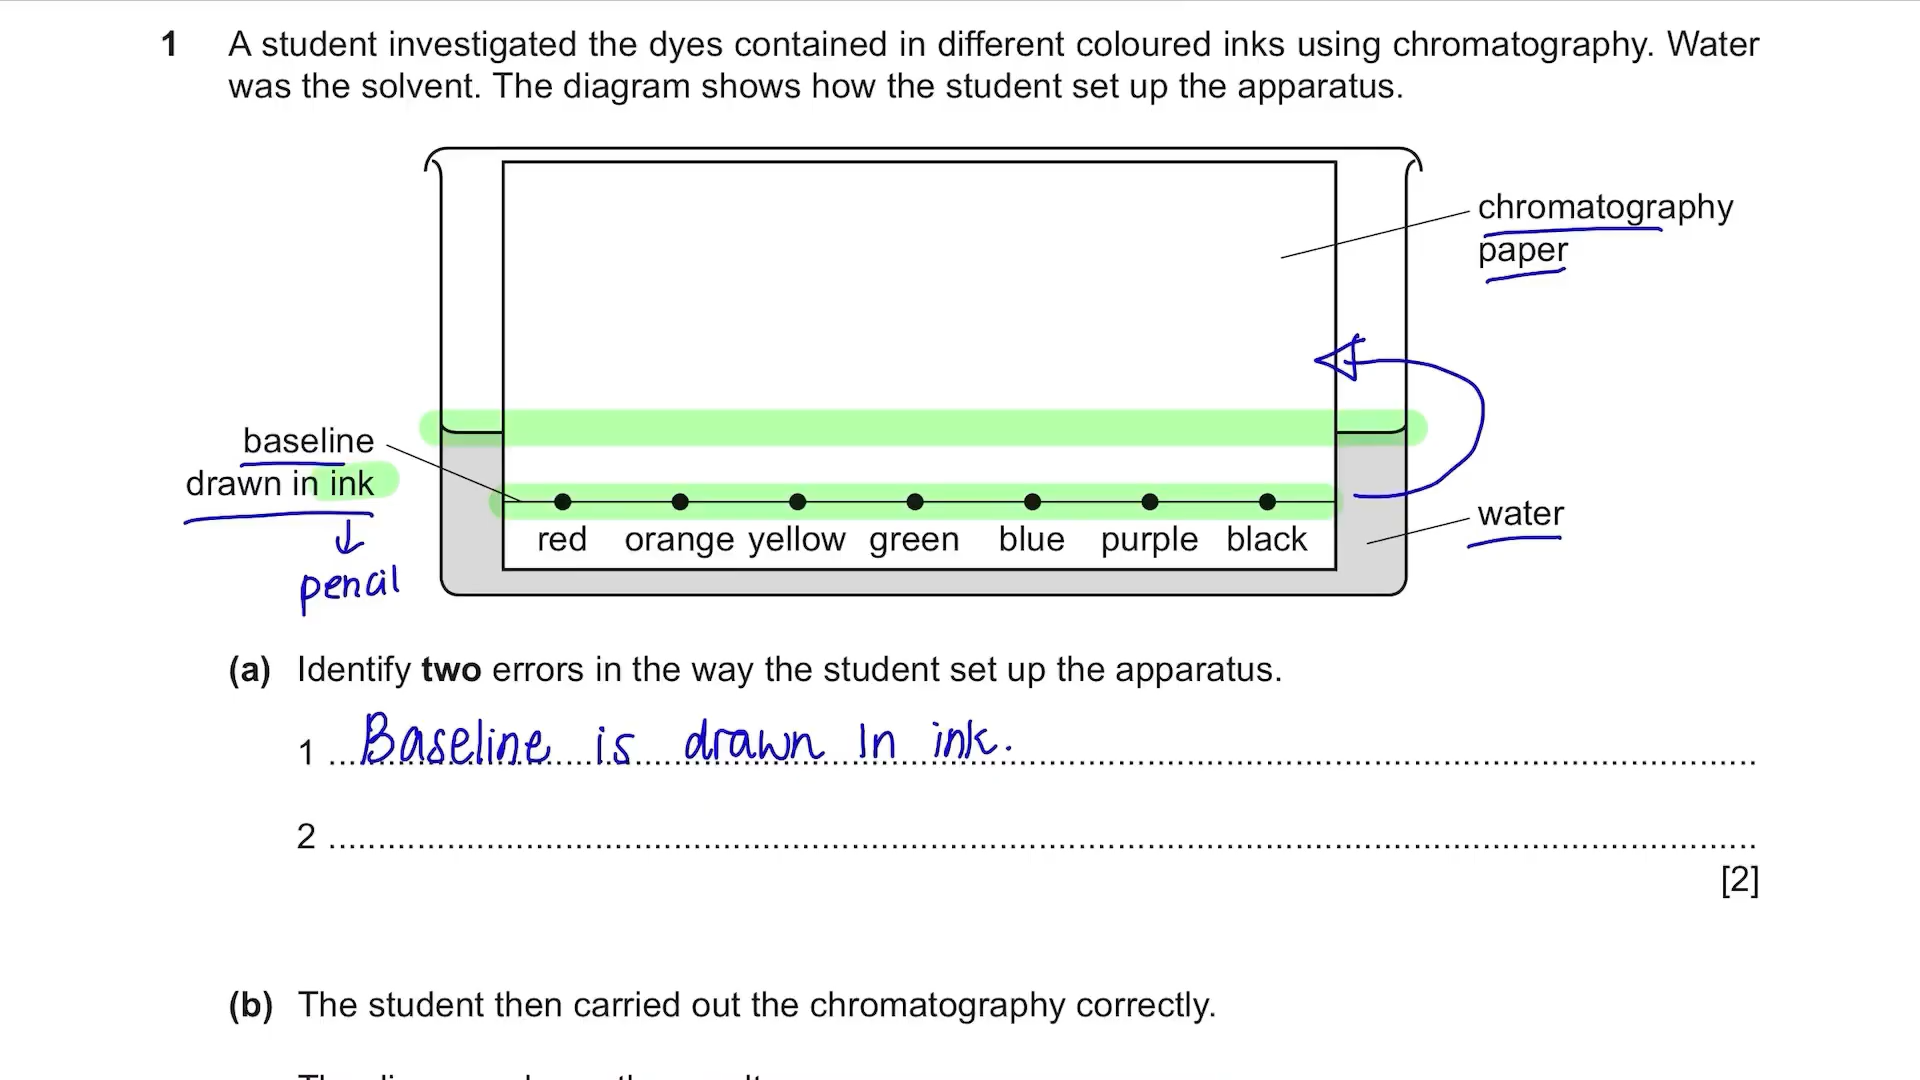 1 A student investigated the dyes contained in different coloured inks using chromatography. Water
was the solvent. The diagram shows how the student set up the apparatus.
chromatography
paper
baseline
drawn in ink
pencil
water
red orange yellow green blue purple black
(a) Identify two errors in the way the student set up the apparatus.
1 Baseline is drawn in ink.
2
[2]
(b) The student then carried out the chromatography correctly.